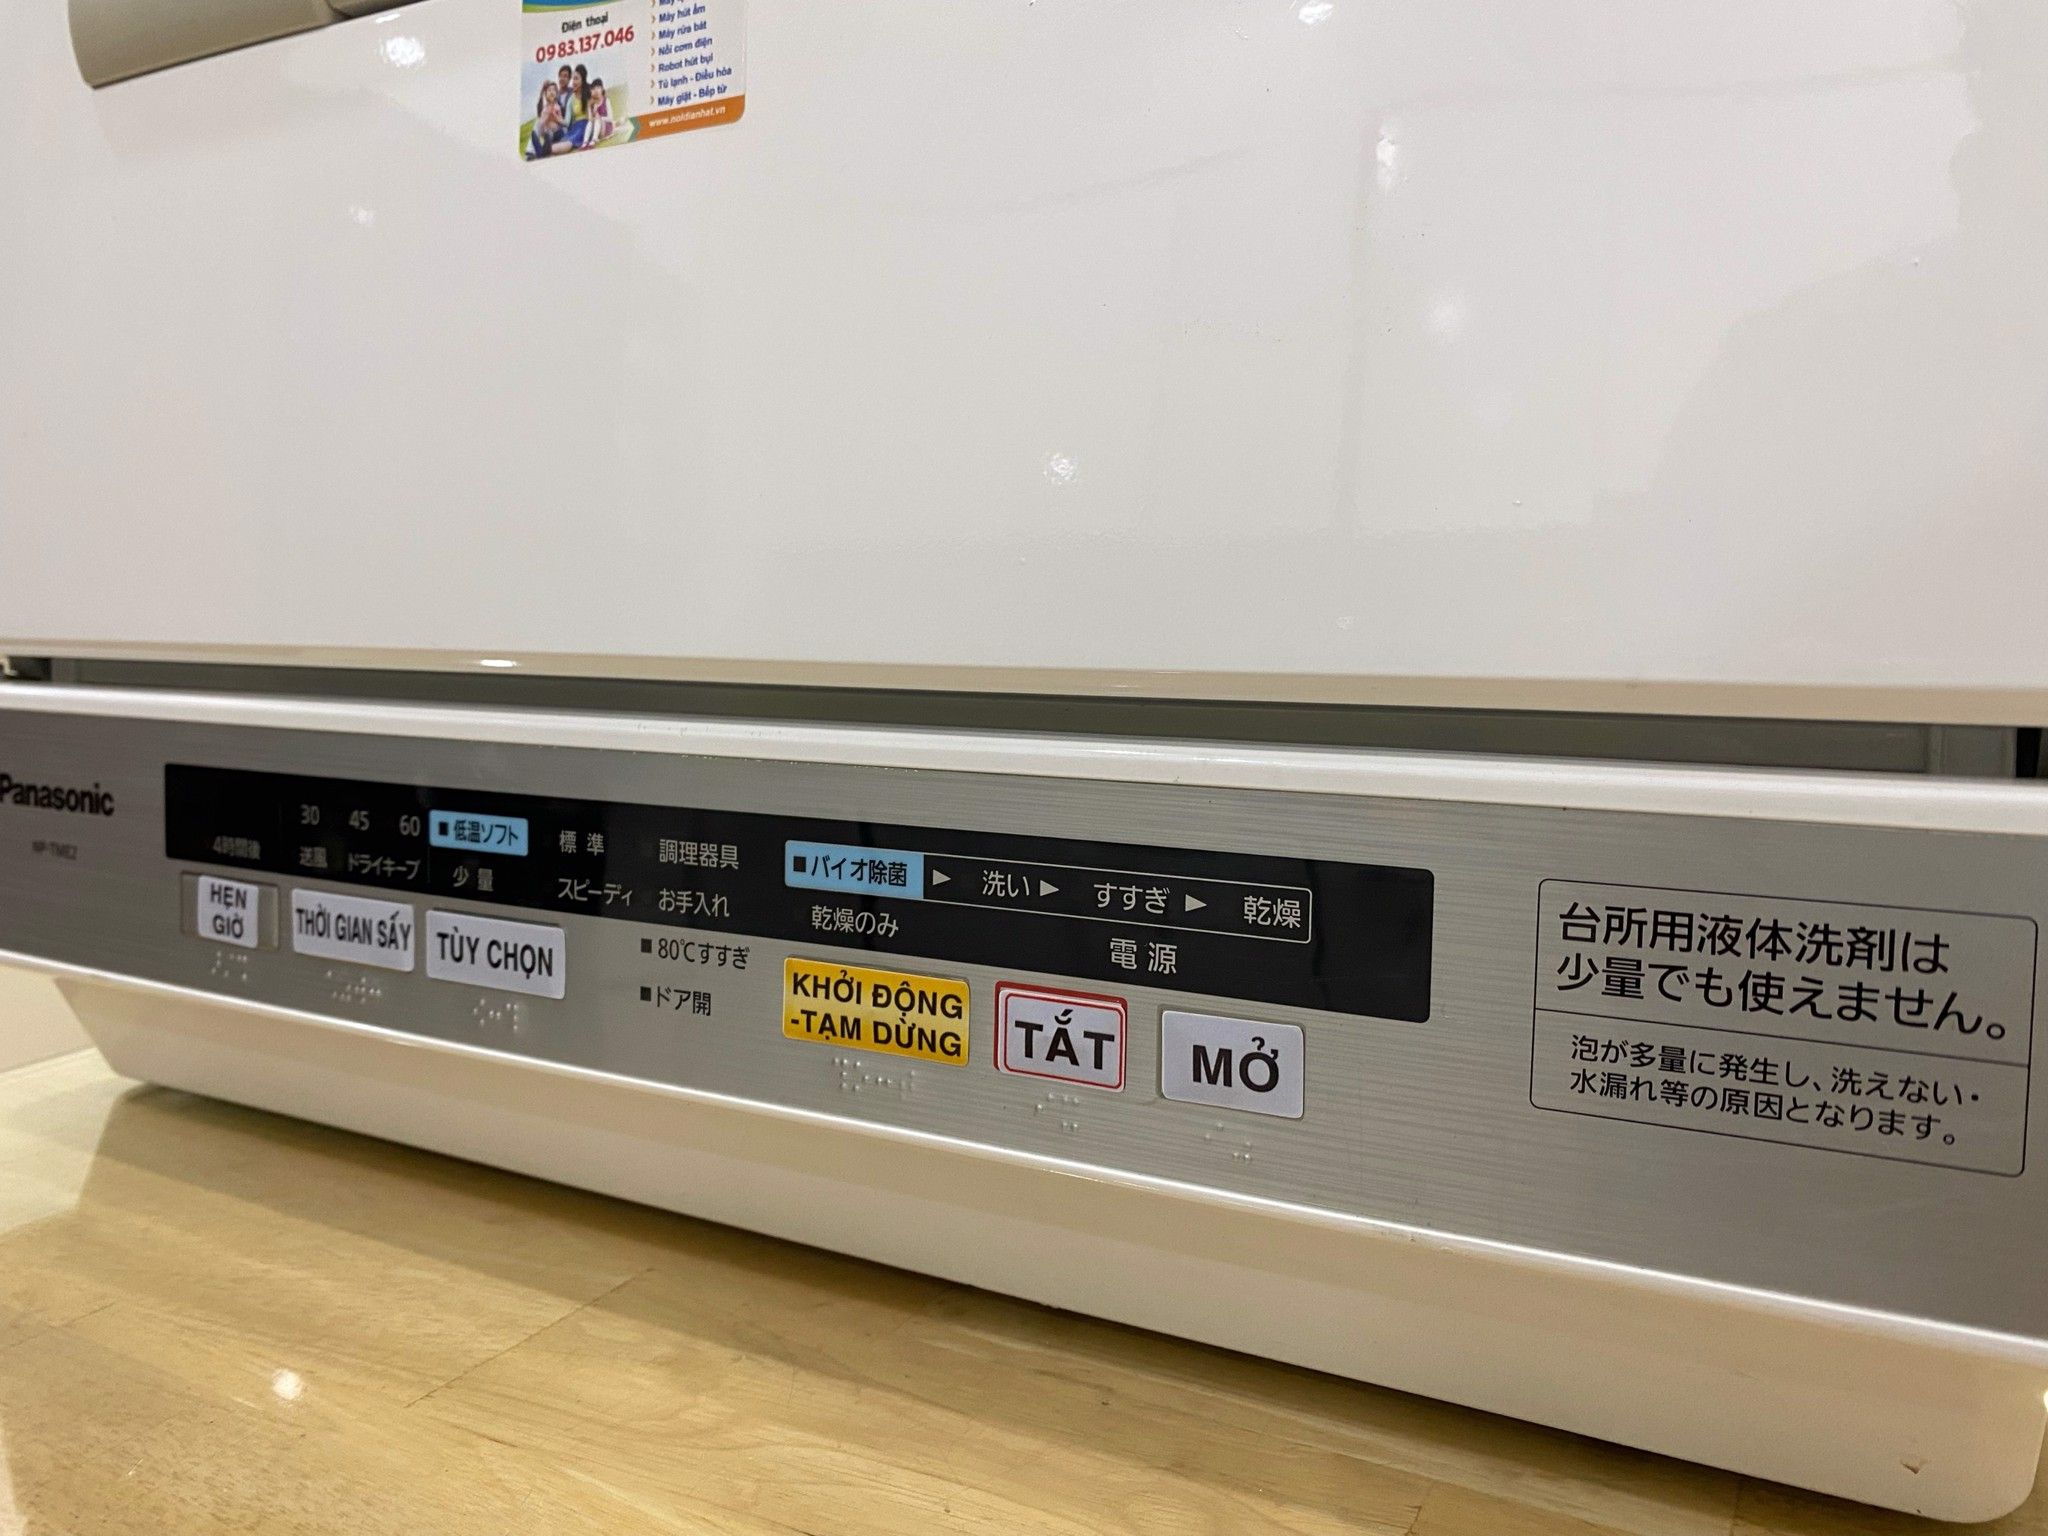 Điện thoại
0983.137.046
Máy hút ẩm
Máy rửa bát
Nồi cơm điện
Robot hút bụi
Tủ lạnh - Điều hòa
Máy giặt - Bếp từ
www.noidianhat.vn
Panasonic
NP-TME2
30 45 60 ■低温ソフト 標準 調理器具 ■バイオ除菌 ▶ 洗い ▶ すすぎ ▶ 乾燥
4時間後 送風 ドライキープ 少量 スピーディ お手入れ 乾燥のみ 電源
■80℃すすぎ
■ドア開
HẸN
GIỜ
THỜI GIAN SẤY
TÙY CHỌN
KHỞI ĐỘNG
-TẠM DỪNG
TẮT
MỞ
台所用液体洗剤は
少量でも使えません。
泡が多量に発生し、洗えない・
水漏れ等の原因となります。